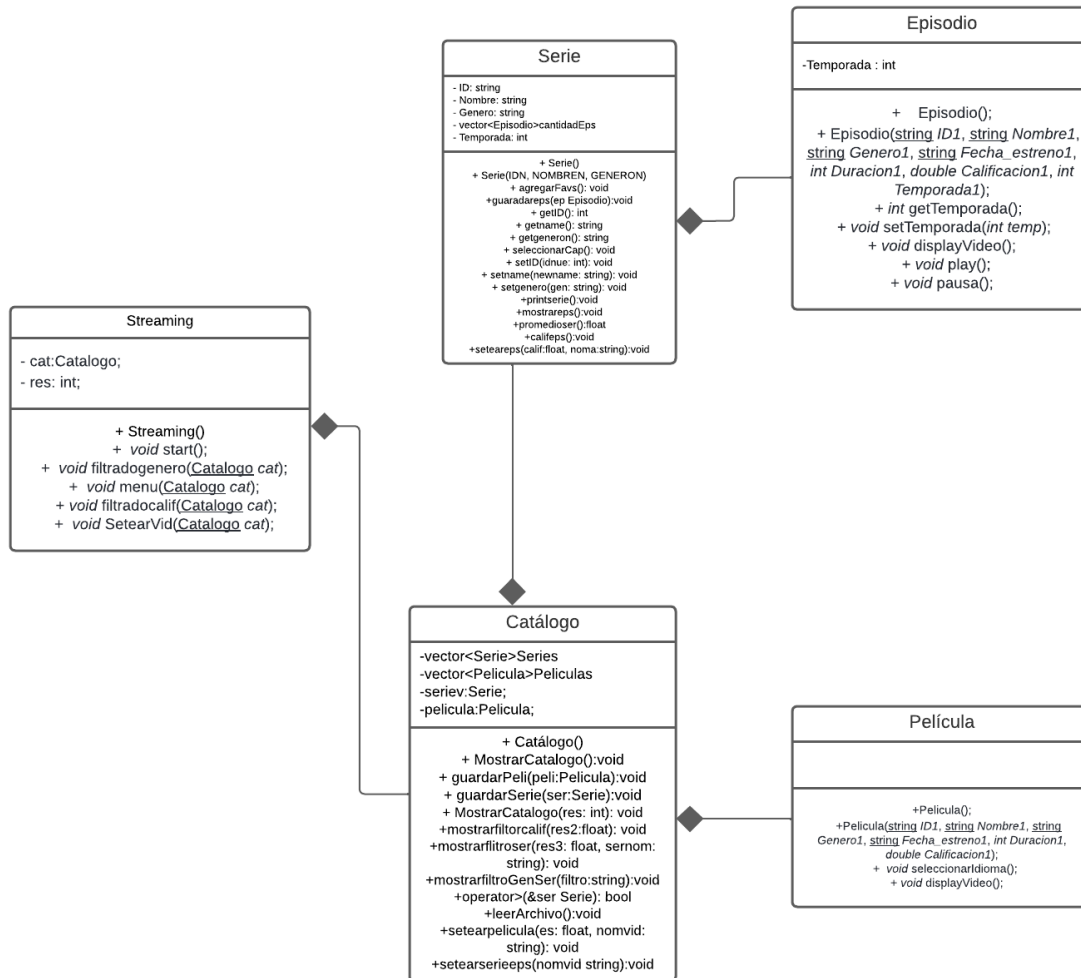 Episodio
-Temporada : int
+ Episodio();
+ Episodio(string ID1, string Nombre1,
string Genero1, string Fecha_estreno1,
int Duracion1, double Calificacion1, int
Temporada1);
+ int getTemporada();
+ void setTemporada(int temp);
+ void displayVideo();
+ void play();
+ void pausa();
Serie
- ID: string
- Nombre: string
- Genero: string
- vector<Episodio>cantidadEps
- Temporada: int
+ Serie()
+ Serie(IDN, NOMBREN, GENERON)
+ agregarFavs(): void
+guaradareps(ep Episodio):void
+ getID(): int
+ getname(): string
+ getgeneron(): string
+ seleccionarCap(): void
+ setID(idnue: int): void
+ setname(newname: string): void
+ setgenero(gen: string): void
+printserie():void
+mostrareps():void
+promedioser():float
+califeps():void
+seteareps(calif:float, noma:string):void
Streaming
- cat:Catalogo;
- res: int;
+ Streaming()
+ void start();
+ void filtradogenero(Catalogo cat);
+ void menu(Catalogo cat);
+ void filtradocalif(Catalogo cat);
+ void SetearVid(Catalogo cat);
Catálogo
-vector<Serie>Series
-vector<Pelicula>Peliculas
-seriev:Serie;
-pelicula:Pelicula;
+ Catálogo()
+ MostrarCatalogo():void
+ guardarPeli(peli:Pelicula):void
+ guardarSerie(ser:Serie):void
+ MostrarCatalogo(res: int): void
+mostrarfiltorcalif(res2:float): void
+mostrarflitroser(res3: float, sernom:
string): void
+mostrarfiltroGenSer(filtro:string):void
+operator>(&ser Serie): bool
+leerArchivo():void
+setearpelicula(es: float, nomvid:
string): void
+setearserieeps(nomvid string):void
Película
+Pelicula();
+Pelicula(string ID1, string Nombre1, string
Genero1, string Fecha_estreno1, int Duracion1,
double Calificacion1);
+ void seleccionarIdioma();
+ void displayVideo();